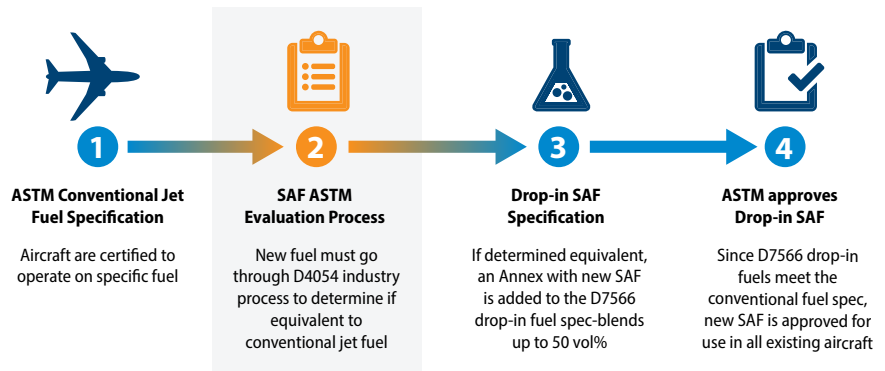 1
ASTM Conventional Jet
Fuel Specification
Aircraft are certified to
operate on specific fuel
2
SAF ASTM
Evaluation Process
New fuel must go
through D4054 industry
process to determine if
equivalent to
conventional jet fuel
3
Drop-in SAF
Specification
If determined equivalent,
an Annex with new SAF
is added to the D7566
drop-in fuel spec-blends
up to 50 vol%
4
ASTM approves
Drop-in SAF
Since D7566 drop-in
fuels meet the
conventional fuel spec,
new SAF is approved for
use in all existing aircraft